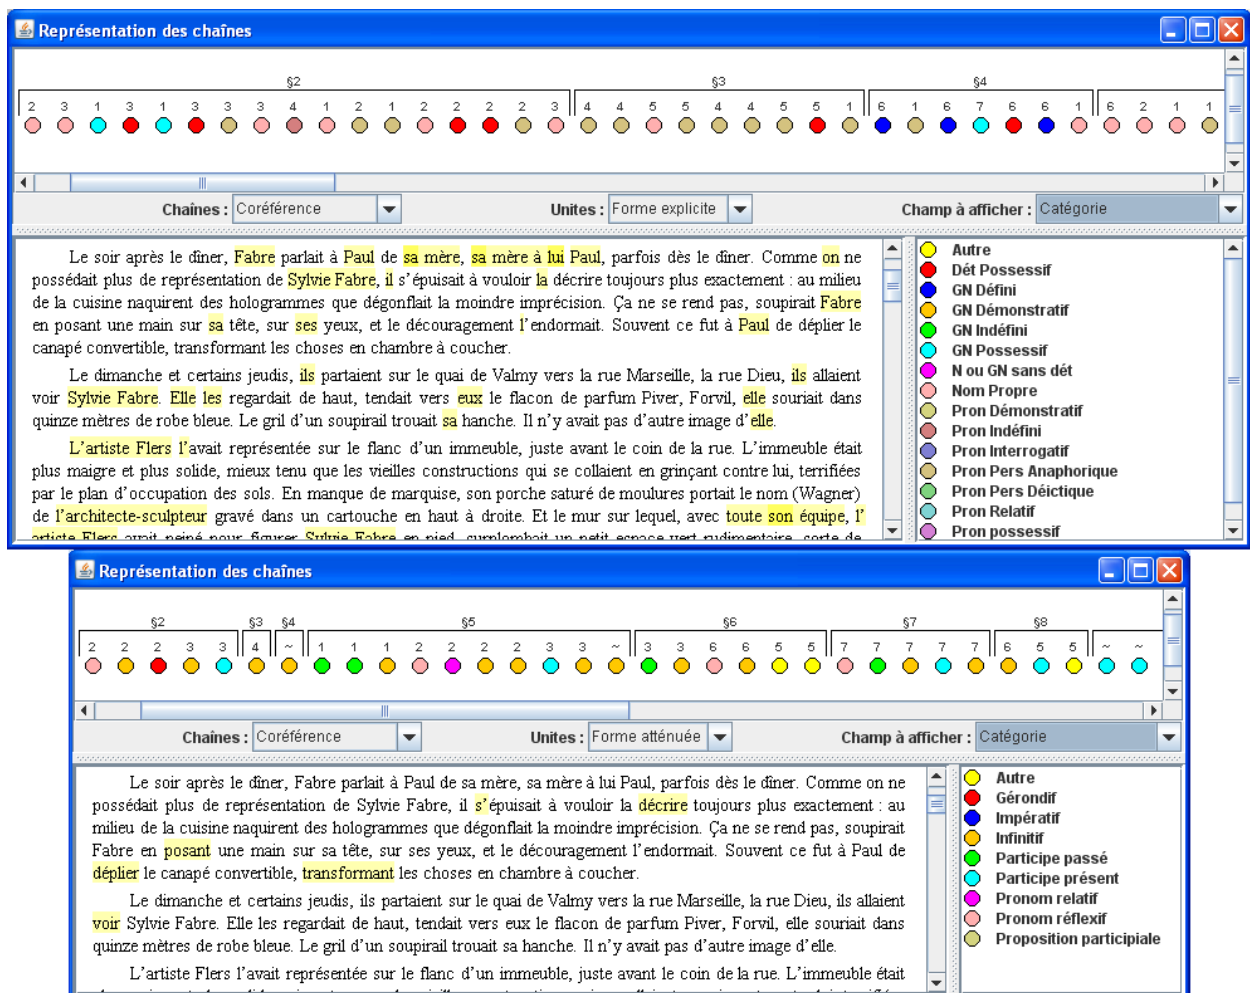 Représentation des chaînes
§2 §3 §4
2 3 1 3 1 3 3 3 4 1 2 1 2 2 2 2 3 4 4 5 5 4 4 5 5 1 6 1 6 7 6 6 1 6 2 1 1
Chaînes : Coréférence Unites : Forme explicite Champ à afficher : Catégorie
Le soir après le dîner, Fabre parlait à Paul de sa mère, sa mère à lui Paul, parfois dès le dîner. Comme on ne
possédait plus de représentation de Sylvie Fabre, il s’épuisait à vouloir la décrire toujours plus exactement : au milieu
de la cuisine naquirent des hologrammes que dégonflait la moindre imprécision. Ça ne se rend pas, soupirait Fabre
en posant une main sur sa tête, sur ses yeux, et le découragement l’endormait. Souvent ce fut à Paul de déplier le
canapé convertible, transformant les choses en chambre à coucher.
Le dimanche et certains jeudis, ils partaient sur le quai de Valmy vers la rue Marseille, la rue Dieu, ils allaient
voir Sylvie Fabre. Elle les regardait de haut, tendait vers eux le flacon de parfum Piver, Forvil, elle souriait dans
quinze mètres de robe bleue. Le gril d’un soupirail trouait sa hanche. Il n’y avait pas d’autre image d’elle.
L’artiste Flers l’avait représentée sur le flanc d’un immeuble, juste avant le coin de la rue. L’immeuble était
plus maigre et plus solide, mieux tenu que les vieilles constructions qui se collaient en grinçant contre lui, terrifiées
par le plan d’occupation des sols. En manque de marquise, son porche saturé de moulures portait le nom (Wagner)
de l’architecte-sculpteur gravé dans un cartouche en haut à droite. Et le mur sur lequel, avec toute son équipe, l’
artiste Flers avait peiné pour figurer Sylvie Fabre en pied, surplombait un petit espace vert rudimentaire, sorte de
Autre
Dét Possessif
GN Défini
GN Démonstratif
GN Indéfini
GN Possessif
N ou GN sans dét
Nom Propre
Pron Démonstratif
Pron Indéfini
Pron Interrogatif
Pron Pers Anaphorique
Pron Pers Déictique
Pron Relatif
Pron possessif
Représentation des chaînes
§2 §3 §4 §5 §6 §7 §8
2 2 2 3 3 4 ~ 1 1 1 2 2 2 2 3 3 ~ 3 3 6 6 5 5 7 7 7 7 7 6 5 5 ~ ~
Chaînes : Coréférence Unites : Forme atténuée Champ à afficher : Catégorie
Le soir après le dîner, Fabre parlait à Paul de sa mère, sa mère à lui Paul, parfois dès le dîner. Comme on ne
possédait plus de représentation de Sylvie Fabre, il s’épuisait à vouloir la décrire toujours plus exactement : au
milieu de la cuisine naquirent des hologrammes que dégonflait la moindre imprécision. Ça ne se rend pas, soupirait
Fabre en posant une main sur sa tête, sur ses yeux, et le découragement l’endormait. Souvent ce fut à Paul de
déplier le canapé convertible, transformant les choses en chambre à coucher.
Le dimanche et certains jeudis, ils partaient sur le quai de Valmy vers la rue Marseille, la rue Dieu, ils allaient
voir Sylvie Fabre. Elle les regardait de haut, tendait vers eux le flacon de parfum Piver, Forvil, elle souriait dans
quinze mètres de robe bleue. Le gril d’un soupirail trouait sa hanche. Il n’y avait pas d’autre image d’elle.
L’artiste Flers l’avait représentée sur le flanc d’un immeuble, juste avant le coin de la rue. L’immeuble était
Autre
Gérondif
Impératif
Infinitif
Participe passé
Participe présent
Pronom relatif
Pronom réflexif
Proposition participiale